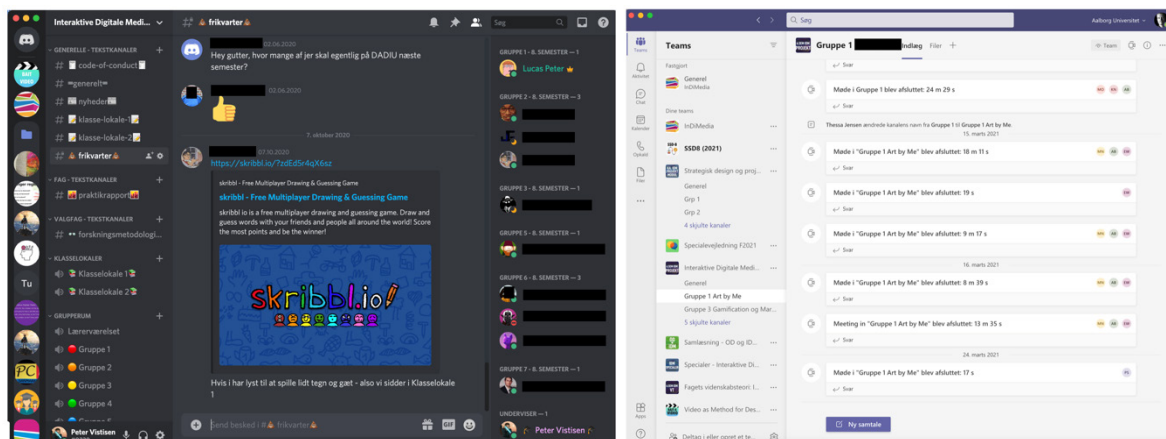 Interaktive Digitale Medi...
GENERELLE - TEKSTKANALER
# code-of-conduct
# generelt
# nyheder
# klasse-lokale-1
# klasse-lokale-2
# frikvarter
FAG - TEKSTKANALER
# praktikrapport
VALGFAG - TEKSTKANALER
# forskningsmetodologi...
KLASSELOKALER
Klasselokale 1
Klasselokale 2
GRUPPERUM
Lærerværelset
Gruppe 1
Gruppe 2
Gruppe 3
Gruppe 4
Tu
PC
Peter Vistisen
# frikvarter
Søg
02.06.2020
Hey gutter, hvor mange af jer skal egentlig på DADIU næste
semester?
02.06.2020
7. oktober 2020
07.10.2020
https://skribbl.io/?zdEd5r4qX6sz
skribbl - Free Multiplayer Drawing & Guessing Game
skribbl - Free Multiplayer Drawing & Guessing Game
skribbl io is a free multiplayer drawing and guessing game. Draw and
guess words with your friends and people all around the world! Score
the most points and be the winner!
skribbl.io
Hvis i har lyst til at spille lidt tegn og gæt - also vi sidder i Klasselokale
1
Send besked i # frikvarter
GIF
GRUPPE 1 - 8. SEMESTER — 1
Lucas Peter
GRUPPE 2 - 8. SEMESTER — 3
GRUPPE 3 - 8. SEMESTER — 1
GRUPPE 5 - 8. SEMESTER — 1
GRUPPE 6 - 8. SEMESTER — 3
GRUPPE 7 - 8. SEMESTER — 1
UNDERVISER — 1
Peter Vistisen
Søg
Aalborg Universitet
Teams
Aktivitet
Chat
Kalender
Opkald
Filer
Apps
Teams
Fastgjort
Generel
InDiMedia
Dine teams
InDiMedia
SSD8 (2021)
Strategisk design og proj...
Generel
Grp 1
Grp 2
4 skjulte kanaler
Specialevejledning F2021
Interaktive Digitale Medi...
Generel
Gruppe 1 Art by Me
Gruppe 3 Gamification og Mar...
5 skjulte kanaler
Samlæsning - OD og ID...
Specialer - Interaktive Di...
Fagets videnskabsteori: I...
Video as Method for Des...
Deltag i eller opret et te...
Gruppe 1
Indlæg
Filer
Team
Svar
Møde i Gruppe 1 blev afsluttet: 24 m 29 s
Svar
Thessa Jensen ændrede kanalens navn fra Gruppe 1 til Gruppe 1 Art by Me
15. marts 2021
Møde i "Gruppe 1 Art by Me" blev afsluttet: 18 m 11 s
Svar
Møde i "Gruppe 1 Art by Me" blev afsluttet: 19 s
Svar
Møde i "Gruppe 1 Art by Me" blev afsluttet: 9 m 17 s
Svar
16. marts 2021
Møde i "Gruppe 1 Art by Me" blev afsluttet: 8 m 39 s
Svar
Meeting in "Gruppe 1 Art by Me" blev afsluttet: 13 m 35 s
Svar
24. marts 2021
Møde i "Gruppe 1 Art by Me" blev afsluttet: 17 s
Svar
Ny samtale